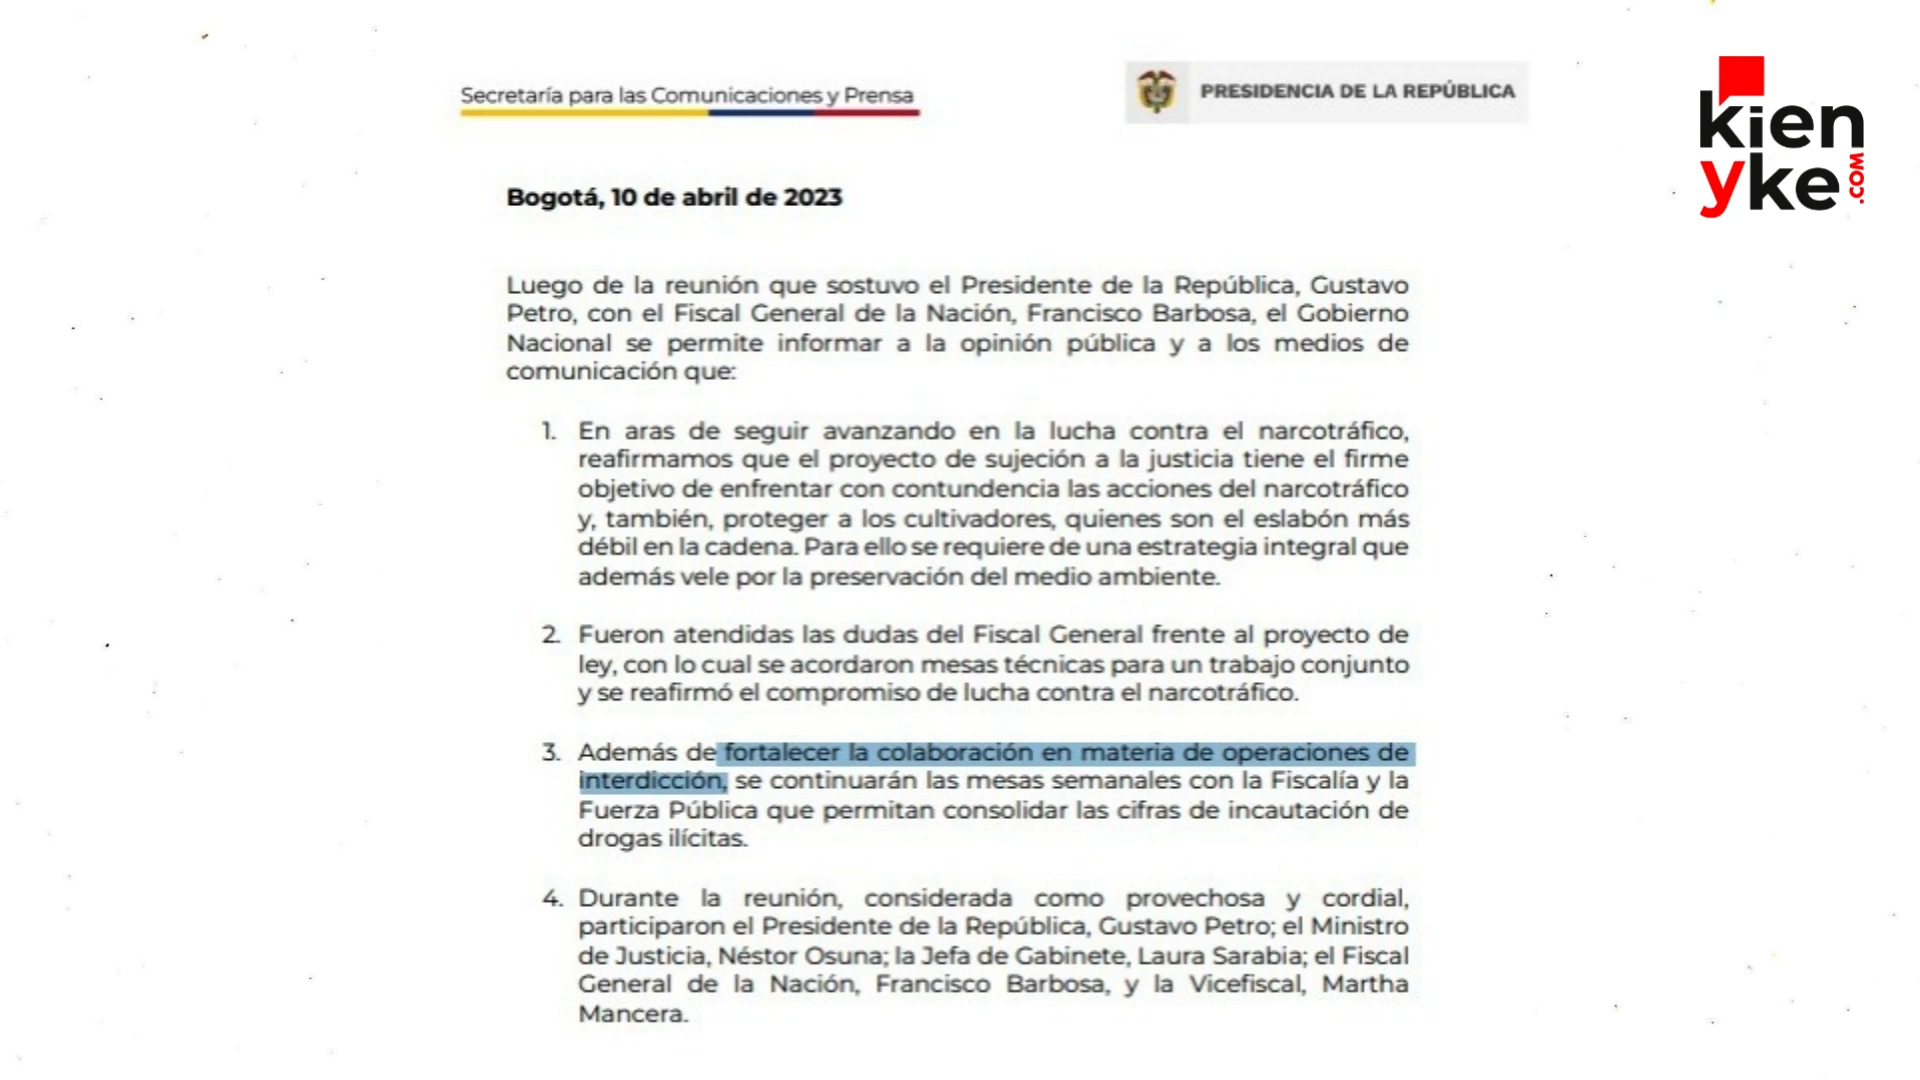 Secretaría para las Comunicaciones y Prensa
PRESIDENCIA DE LA REPÚBLICA
kien
yke
.COM
Bogotá, 10 de abril de 2023
Luego de la reunión que sostuvo el Presidente de la República, Gustavo
Petro, con el Fiscal General de la Nación, Francisco Barbosa, el Gobierno
Nacional se permite informar a la opinión pública y a los medios de
comunicación que:
1. En aras de seguir avanzando en la lucha contra el narcotráfico,
reafirmamos que el proyecto de sujeción a la justicia tiene el firme
objetivo de enfrentar con contundencia las acciones del narcotráfico
y, también, proteger a los cultivadores, quienes son el eslabón más
débil en la cadena. Para ello se requiere de una estrategia integral que
además vele por la preservación del medio ambiente.
2. Fueron atendidas las dudas del Fiscal General frente al proyecto de
ley, con lo cual se acordaron mesas técnicas para un trabajo conjunto
y se reafirmó el compromiso de lucha contra el narcotráfico.
3. Además de fortalecer la colaboración en materia de operaciones de
interdicción, se continuarán las mesas semanales con la Fiscalía y la
Fuerza Pública que permitan consolidar las cifras de incautación de
drogas ilícitas.
4. Durante la reunión, considerada como provechosa y cordial,
participaron el Presidente de la República, Gustavo Petro; el Ministro
de Justicia, Néstor Osuna; la Jefa de Gabinete, Laura Sarabia; el Fiscal
General de la Nación, Francisco Barbosa, y la Vicefiscal, Martha
Mancera.